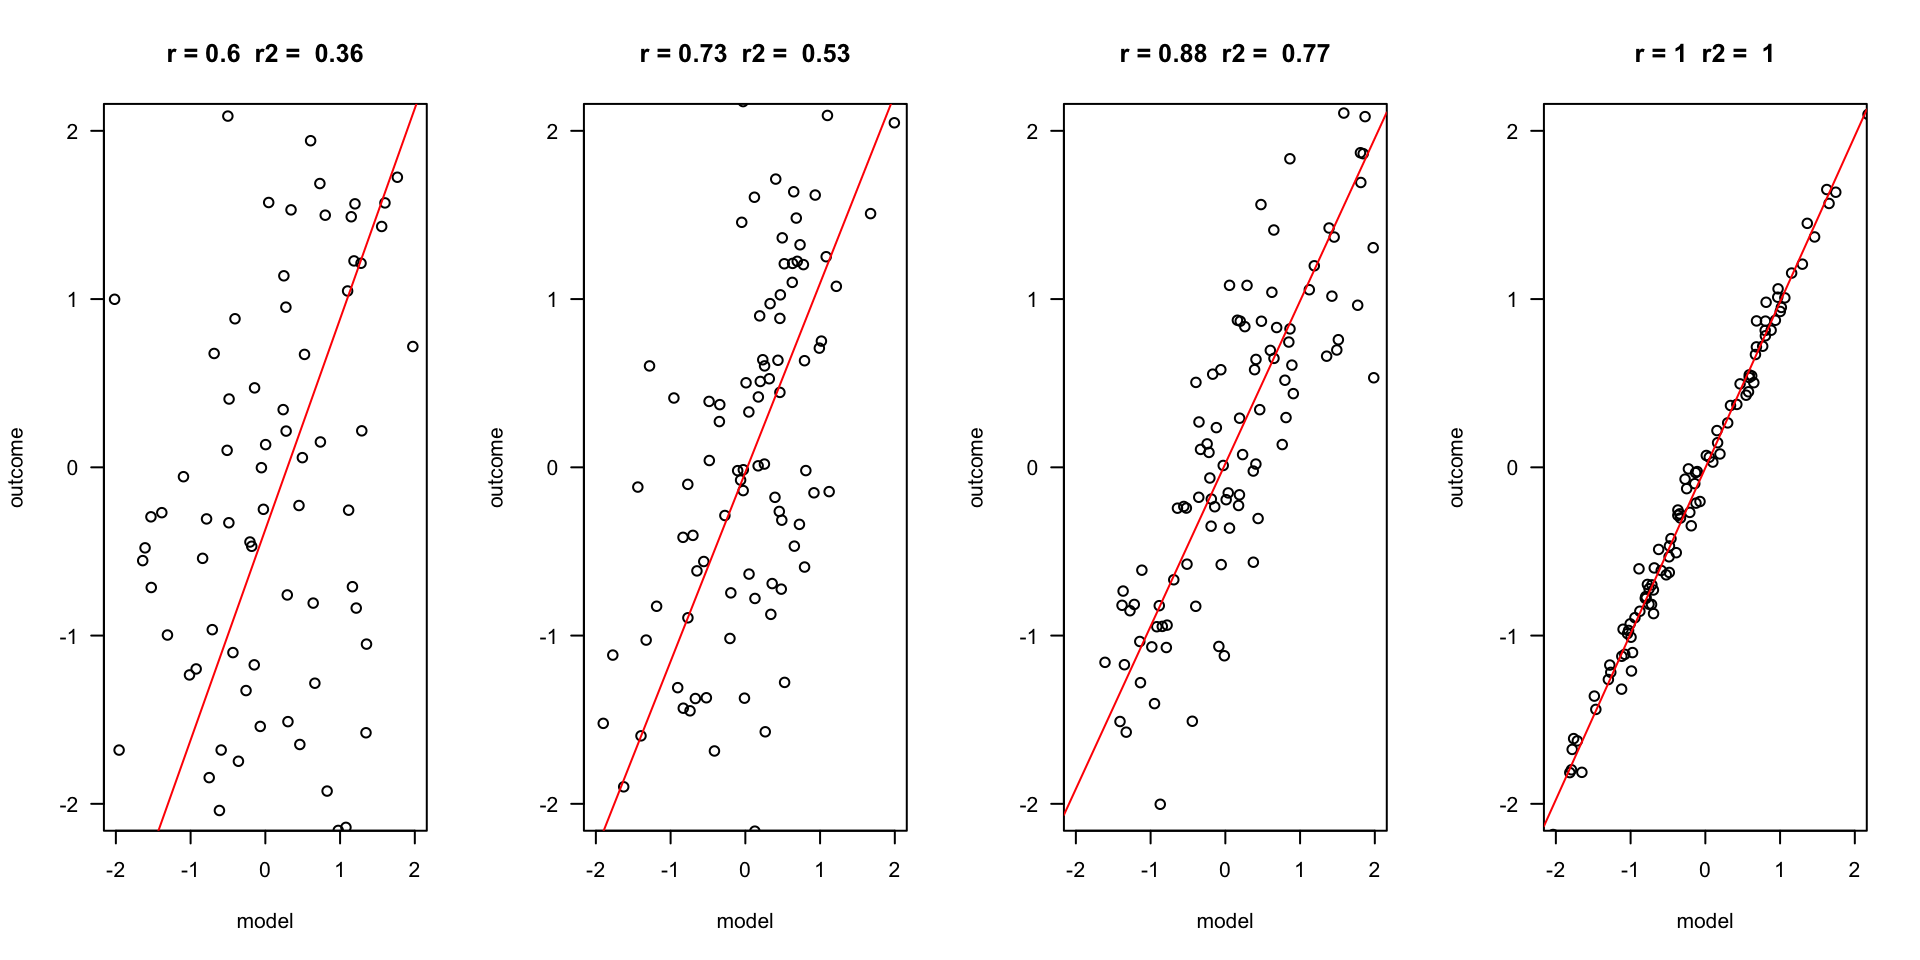 r = 0.6  r2 =  0.36
2
1
0
-1
-2
outcome
-2 -1 0 1 2
model
r = 0.73  r2 =  0.53
2
1
0
-1
-2
outcome
-2 -1 0 1 2
model
r = 0.88  r2 =  0.77
2
1
0
-1
-2
outcome
-2 -1 0 1 2
model
r = 1  r2 =  1
2
1
0
-1
-2
outcome
-2 -1 0 1 2
model